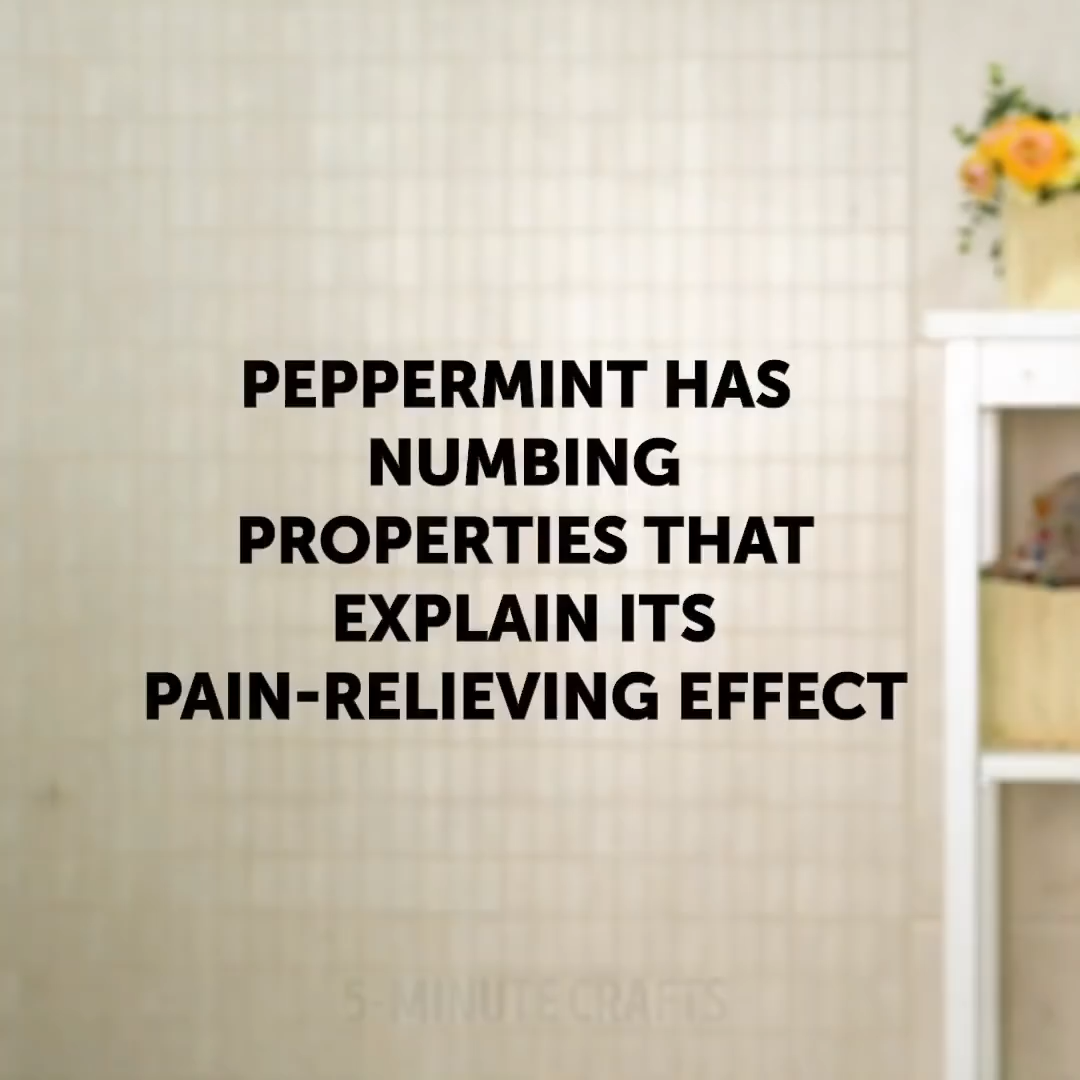 PEPPERMINT HAS
NUMBING
PROPERTIES THAT
EXPLAIN ITS
PAIN-RELIEVING EFFECT
5-MINUTE CRAFTS